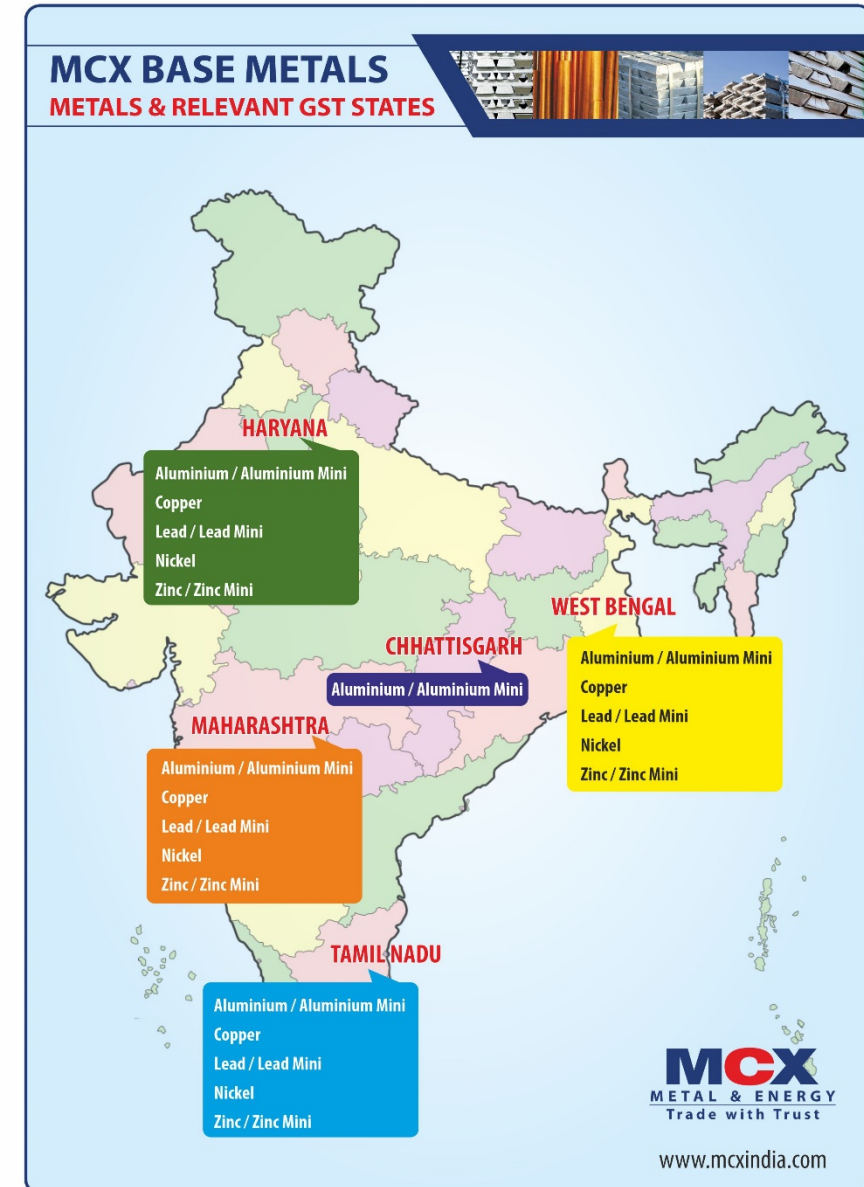 MCX BASE METALS
METALS & RELEVANT GST STATES
HARYANA
Aluminium / Aluminium Mini
Copper
Lead / Lead Mini
Nickel
Zinc / Zinc Mini
WEST BENGAL
Aluminium / Aluminium Mini
Copper
Lead / Lead Mini
Nickel
Zinc / Zinc Mini
CHHATTISGARH
Aluminium / Aluminium Mini
MAHARASHTRA
Aluminium / Aluminium Mini
Copper
Lead / Lead Mini
Nickel
Zinc / Zinc Mini
TAMIL NADU
Aluminium / Aluminium Mini
Copper
Lead / Lead Mini
Nickel
Zinc / Zinc Mini
MCX
METAL & ENERGY
Trade with Trust
www.mcxindia.com